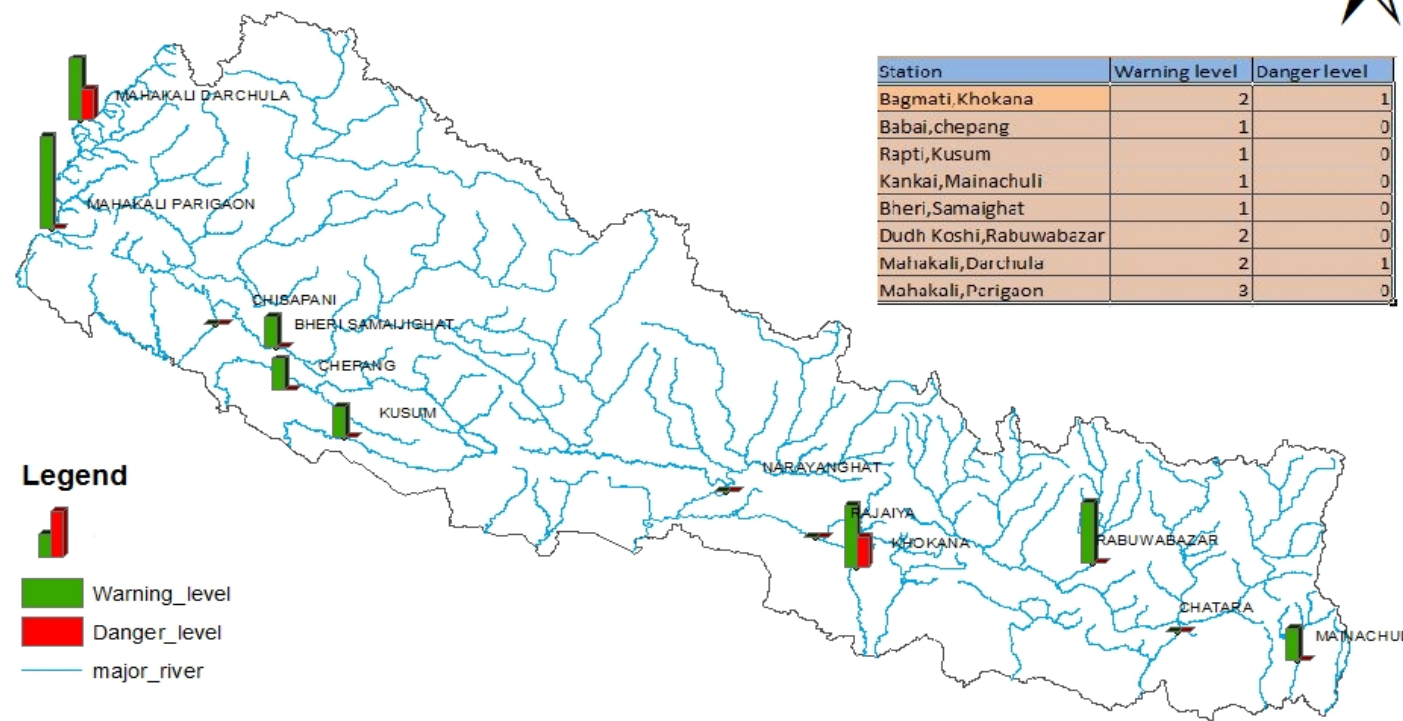 Station Warning level Danger level
Bagmati,Khokana 2 1
Babai,chepang 1 0
Rapti,Kusum 1 0
Kankai,Mainachuli 1 0
Bheri,Samaighat 1 0
Dudh Koshi,Rabuwabazar 2 0
Mahakali,Darchula 2 1
Mahakali,Parigaon 3 0
MAHAKALI DARCHULA
MAHAKALI PARIGAON
CHISAPANI
BHERI SAMAIJIGHAT
CHEPANG
KUSUM
NARAYANGHAT
RAJAIYA
KHOKANA
RABUWABAZAR
CHATARA
MAINACHU
Legend
Warning_level
Danger_level
major_river